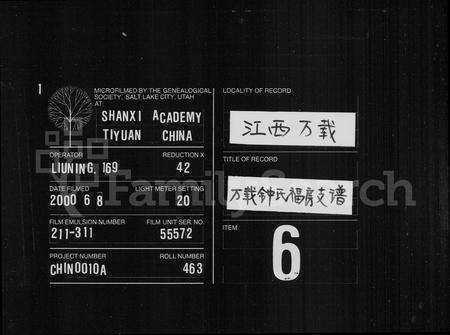 1
MICROFILMED BY THE GENEALOGICAL
SOCIETY, SALT LAKE CITY, UTAH
AT
SHANXI ACADEMY
TIYUAN CHINA
OPERATOR REDUCTION X
LIUNING, 169 42
DATE FILMED LIGHT METER SETTING
2000 6 8 20
FILM EMULSION NUMBER FILM UNIT SER. NO.
211-311 55572
PROJECT NUMBER ROLL NUMBER
CHIN0010A 463
LOCALITY OF RECORD
江西万载
TITLE OF RECORD
万载钟氏福房支谱
ITEM
6
FamilySearch